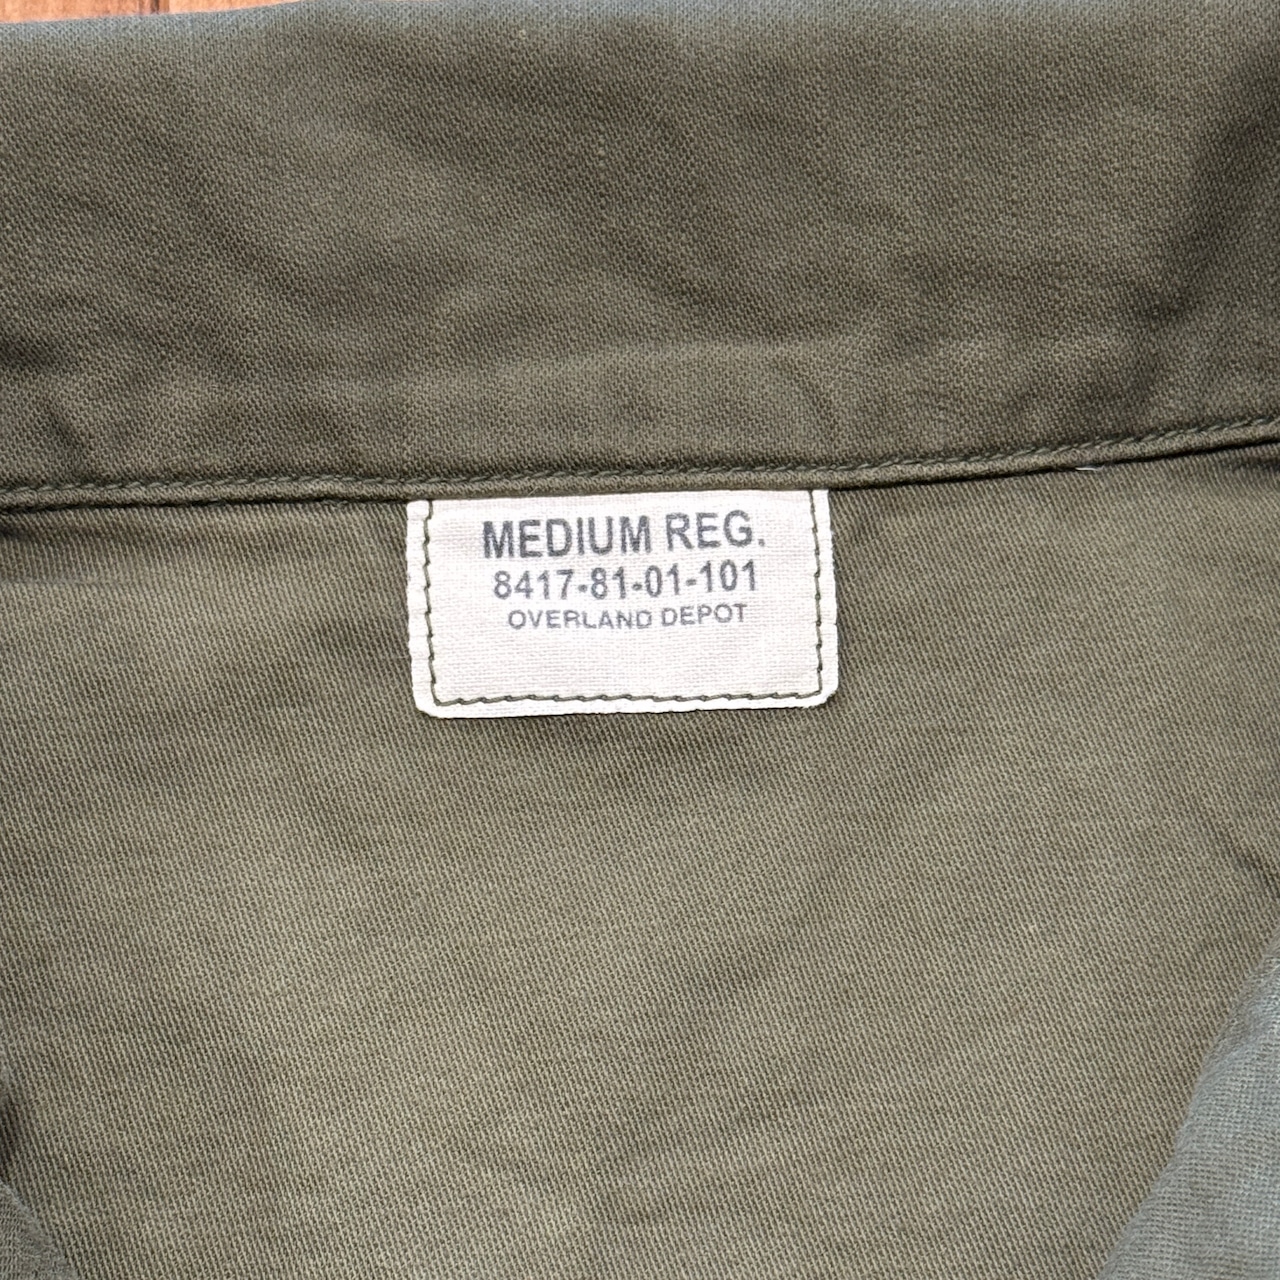 MEDIUM REG.
8417-81-01-101
OVERLAND DEPOT